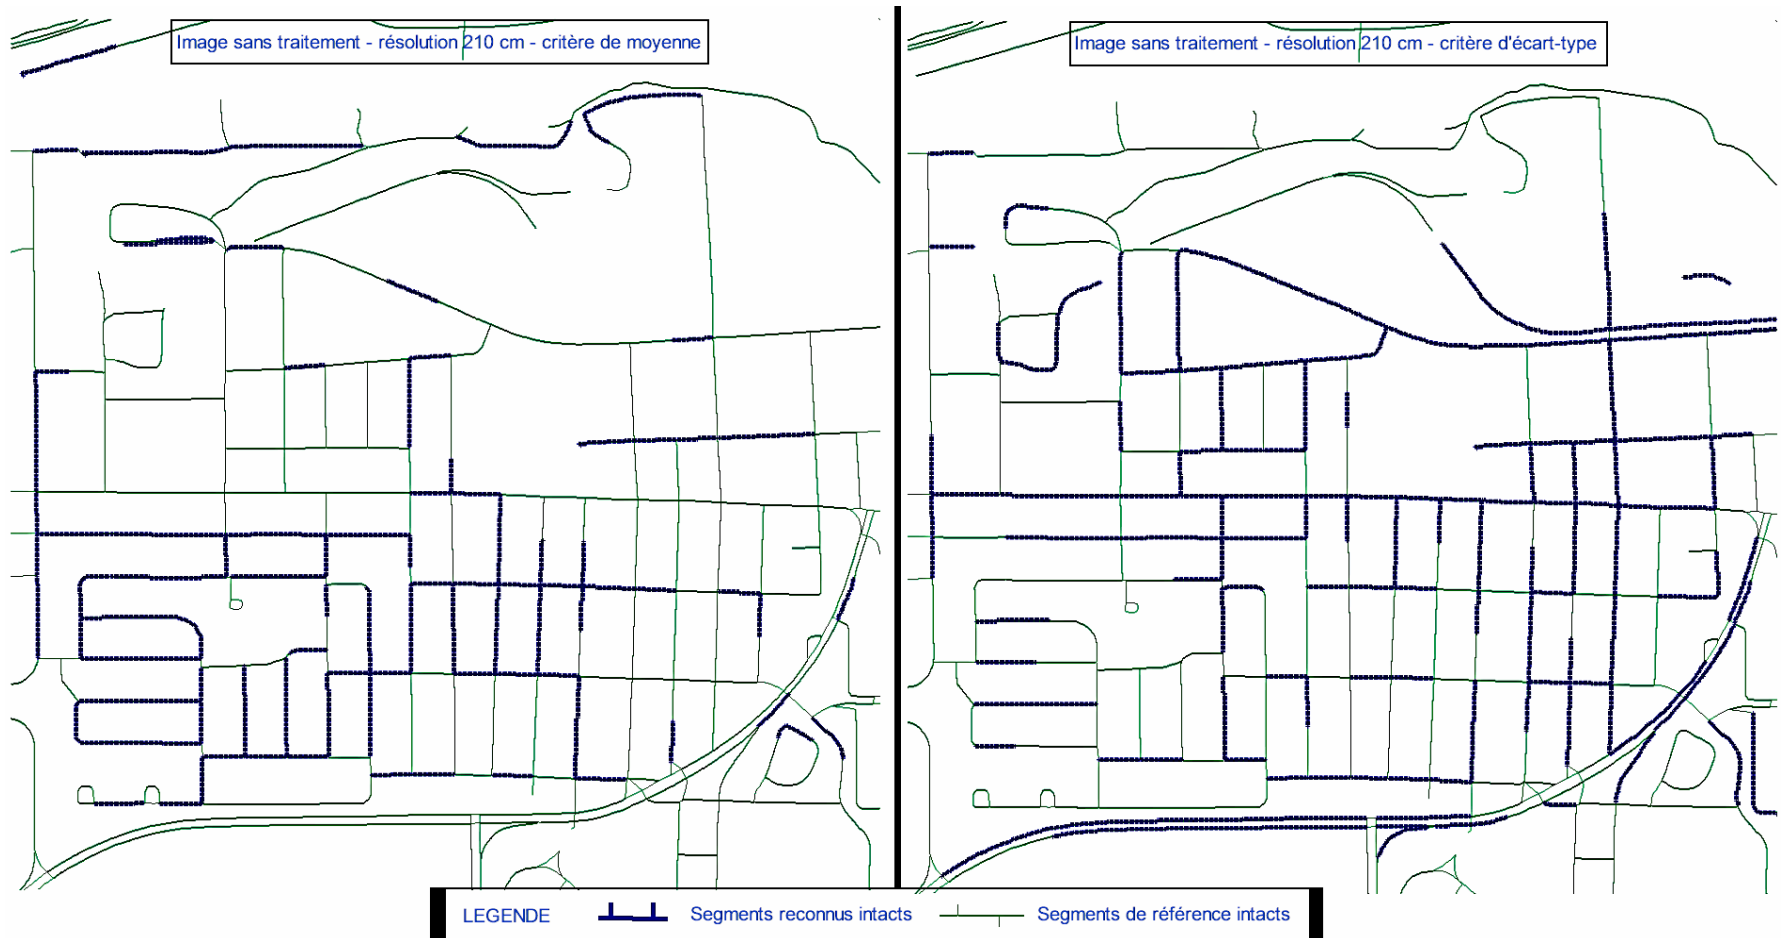 Image sans traitement - résolution 210 cm - critère de moyenne
Image sans traitement - résolution 210 cm - critère d'écart-type
LEGENDE
Segments reconnus intacts
Segments de référence intacts